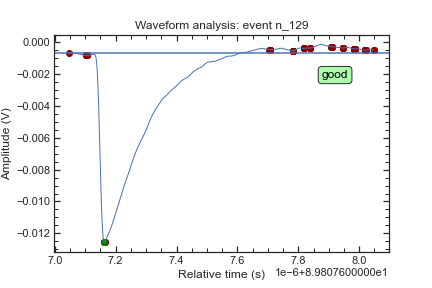 Waveform analysis: event n_129
0.000
−0.002
−0.004
−0.006
−0.008
−0.010
−0.012
Amplitude (V)
good
7.0 7.2 7.4 7.6 7.8 8.0
Relative time (s)
1e−6+8.9807600000e1